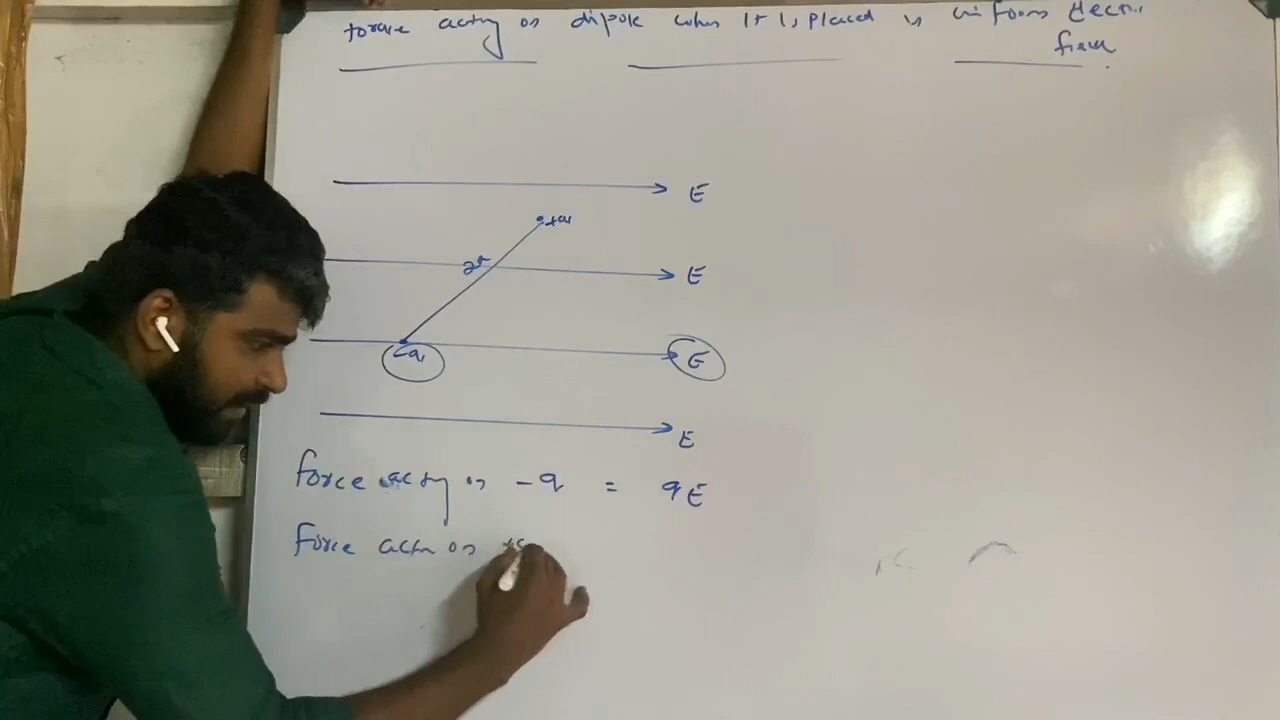 torque acting on dipole when it is placed in uniform Electric
field
E
+q
2r
E
-q
E
E
Force acting on -q = qE
Force acting on +